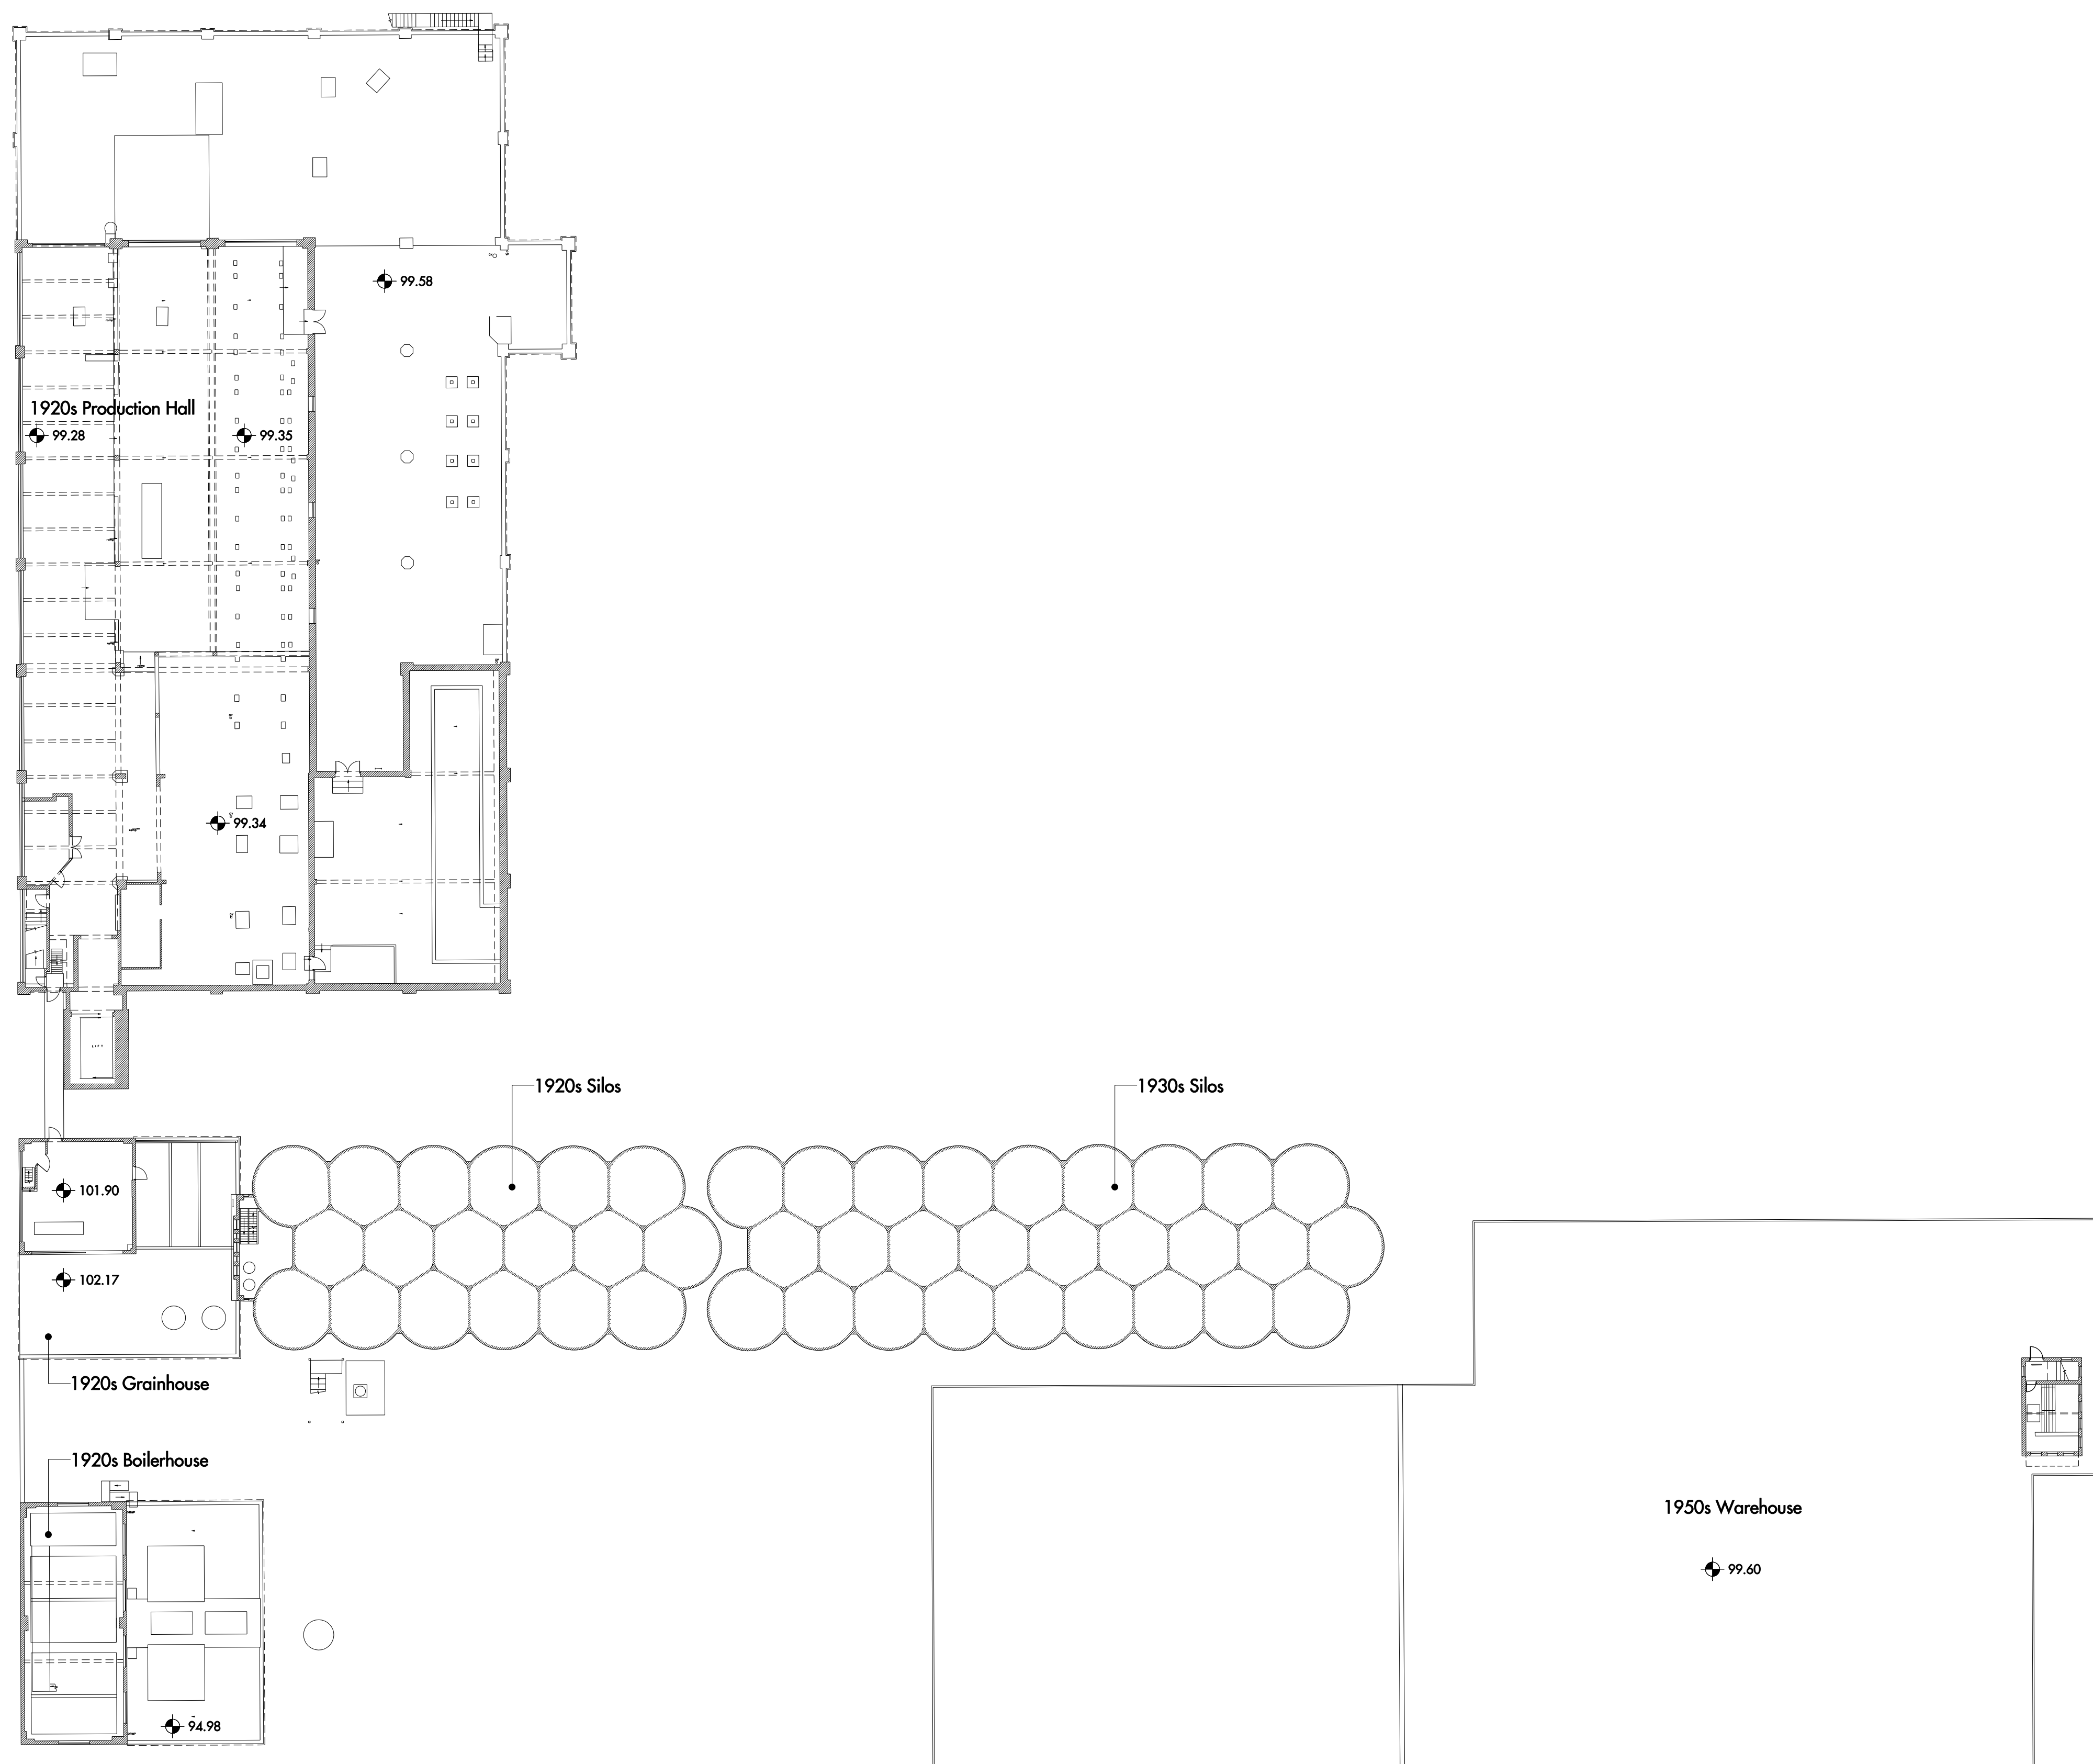 99.58
1920s Production Hall
99.28
99.35
99.34
1920s Silos
1930s Silos
101.90
102.17
1920s Grainhouse
1920s Boilerhouse
1950s Warehouse
99.60
94.98